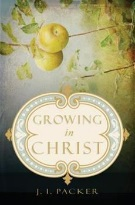 GROWING
in
CHRIST
J. I. PACKER